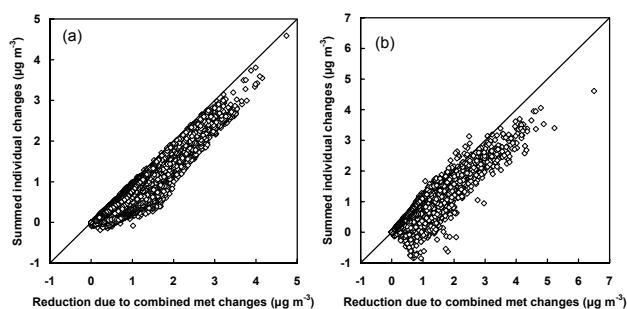 (a)
Summed individual changes (µg m⁻³)
5
4
3
2
1
0
-1
-1 0 1 2 3 4 5
Reduction due to combined met changes (µg m⁻³)
(b)
Summed individual changes (µg m⁻³)
7
6
5
4
3
2
1
0
-1
-1 0 1 2 3 4 5 6 7
Reduction due to combined met changes (µg m⁻³)